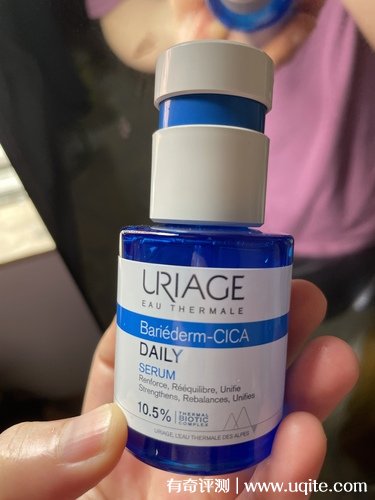 URIAGE
EAU THERMALE
Bariéderm-CICA
DAILY
SERUM
Renforce, Rééquilibre, Unifie
Strengthens, Rebalances, Unifies
10.5% THERMAL
BIOTIC
COMPLEX
URIAGE, L'EAU THERMALE DES ALPES
有奇评测 | www.uqite.com